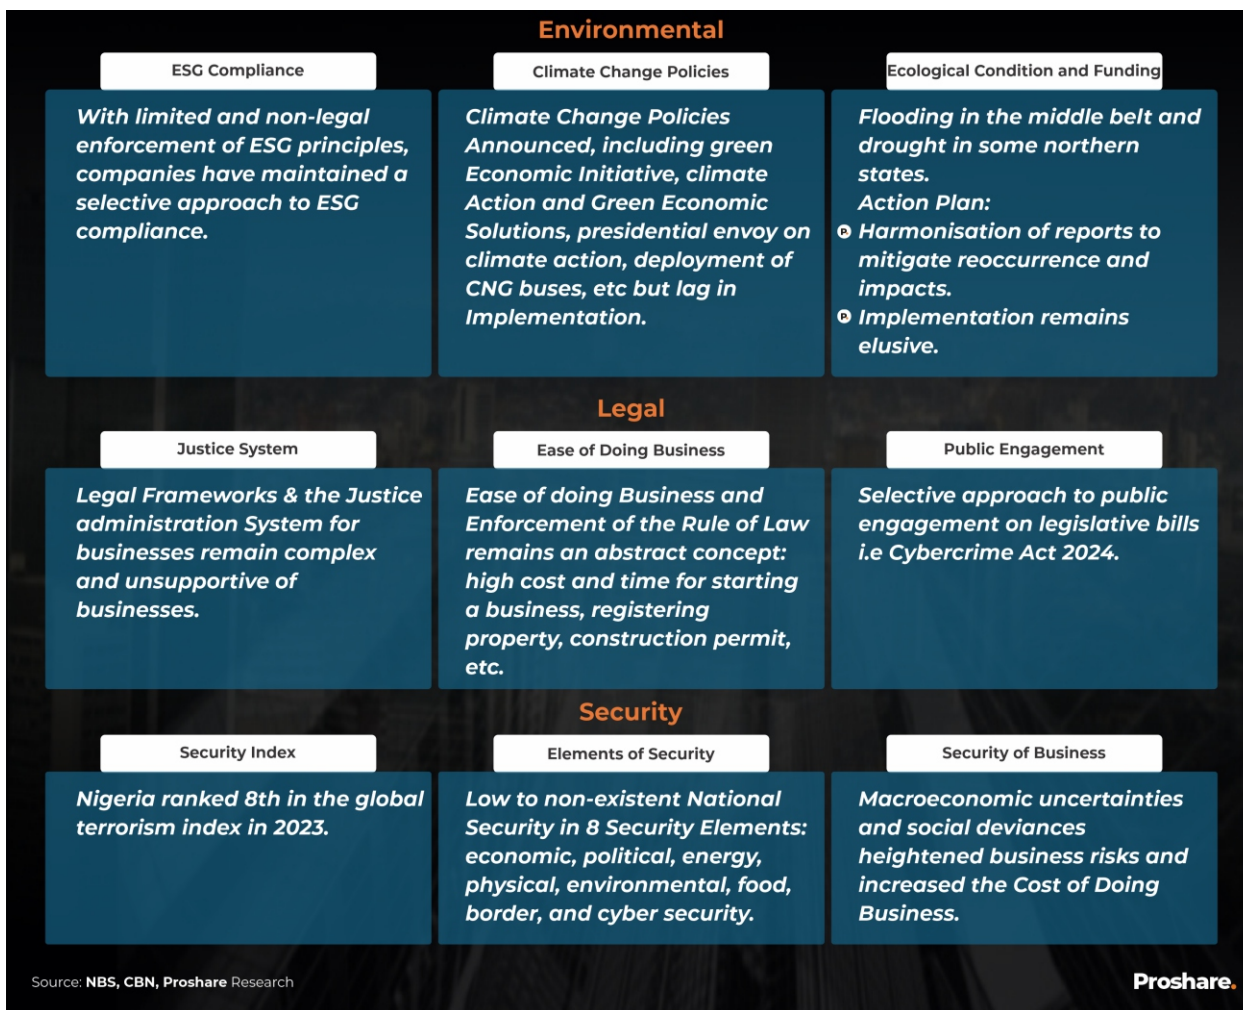 Environmental
ESG Compliance
With limited and non-legal
enforcement of ESG principles,
companies have maintained a
selective approach to ESG
compliance.
Climate Change Policies
Climate Change Policies
Announced, including green
Economic Initiative, climate
Action and Green Economic
Solutions, presidential envoy on
climate action, deployment of
CNG buses, etc but lag in
Implementation.
Ecological Condition and Funding
Flooding in the middle belt and
drought in some northern
states.
Action Plan:
Harmonisation of reports to
mitigate reoccurrence and
impacts.
Implementation remains
elusive.
Legal
Justice System
Legal Frameworks & the Justice
administration System for
businesses remain complex
and unsupportive of
businesses.
Ease of Doing Business
Ease of doing Business and
Enforcement of the Rule of Law
remains an abstract concept:
high cost and time for starting
a business, registering
property, construction permit,
etc.
Public Engagement
Selective approach to public
engagement on legislative bills
i.e Cybercrime Act 2024.
Security
Security Index
Nigeria ranked 8th in the global
terrorism index in 2023.
Elements of Security
Low to non-existent National
Security in 8 Security Elements:
economic, political, energy,
physical, environmental, food,
border, and cyber security.
Security of Business
Macroeconomic uncertainties
and social deviances
heightened business risks and
increased the Cost of Doing
Business.
Source: NBS, CBN, Proshare Research
Proshare.